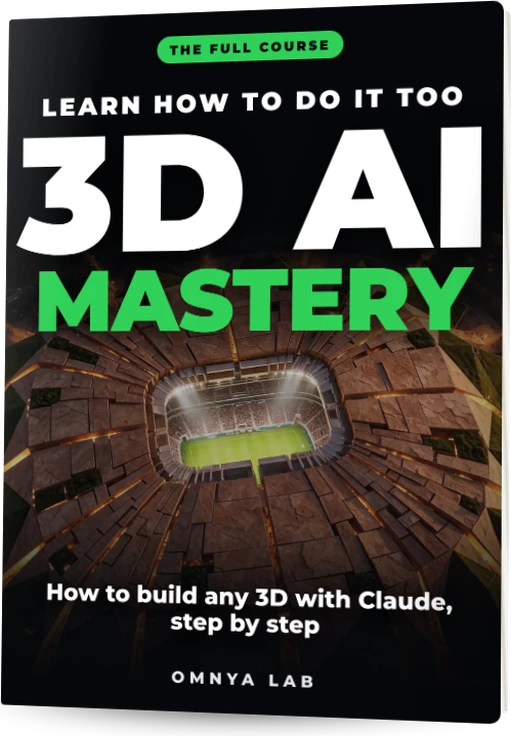 THE FULL COURSE
LEARN HOW TO DO IT TOO
3D AI
MASTERY
How to build any 3D with Claude,
step by step
OMNYA LAB